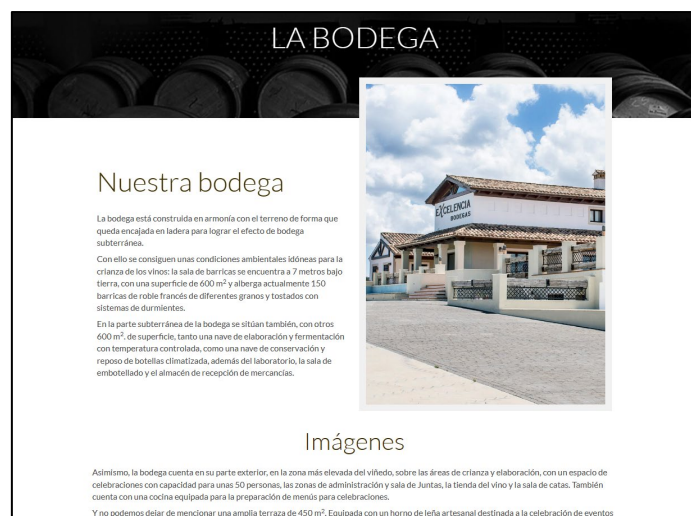 LA BODEGA
Nuestra bodega
La bodega está construida en armonía con el terreno de forma que
queda encajada en ladera para lograr el efecto de bodega
subterránea.
Con ello se consiguen unas condiciones ambientales idóneas para la
crianza de los vinos: la sala de barricas se encuentra a 7 metros bajo
tierra, con una superficie de 600 m² y alberga actualmente 150
barricas de roble francés de diferentes granos y tostados con
sistemas de durmientes.
En la parte subterránea de la bodega se sitúan también, con otros
600 m². de superficie, tanto una nave de elaboración y fermentación
con temperatura controlada, como una nave de conservación y
reposo de botellas climatizada, además del laboratorio, la sala de
embotellado y el almacén de recepción de mercancías.
EXCELENCIA
BODEGAS
Imágenes
Asimismo, la bodega cuenta en su parte exterior, en la zona más elevada del viñedo, sobre las áreas de crianza y elaboración, con un espacio de
celebraciones con capacidad para unas 50 personas, las zonas de administración y sala de Juntas, la tienda del vino y la sala de catas. También
cuenta con una cocina equipada para la preparación de menús para celebraciones.
Y no podemos dejar de mencionar una amplia terraza de 450 m². Equipada con un horno de leña artesanal destinada a la celebración de eventos